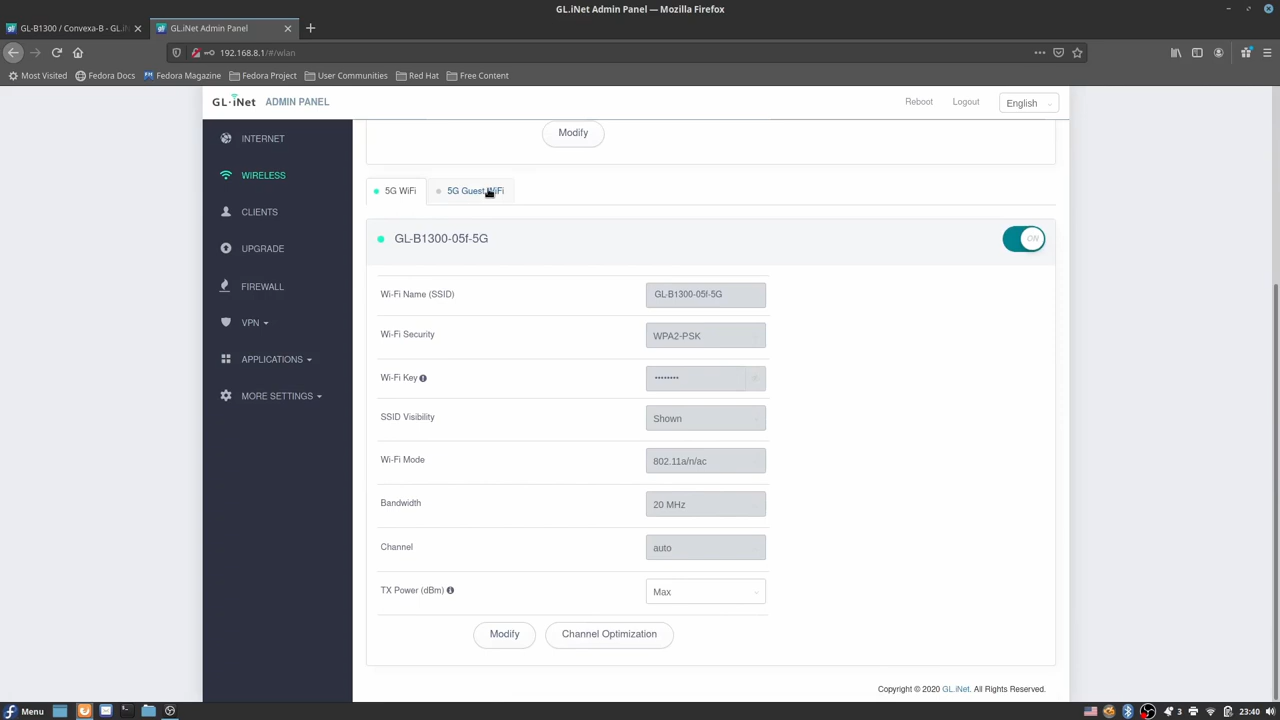 GL.iNet Admin Panel — Mozilla Firefox
GL-B1300 / Convexa-B - GL.iN
GL.iNet Admin Panel
192.168.8.1/#/wlan
Most Visited
Fedora Docs
Fedora Magazine
Fedora Project
User Communities
Red Hat
Free Content
GL·iNet ADMIN PANEL
Reboot
Logout
English
INTERNET
WIRELESS
CLIENTS
UPGRADE
FIREWALL
VPN
APPLICATIONS
MORE SETTINGS
Modify
5G WiFi
5G Guest WiFi
GL-B1300-05f-5G
ON
Wi-Fi Name (SSID)
GL-B1300-05f-5G
Wi-Fi Security
WPA2-PSK
Wi-Fi Key
••••••••
SSID Visibility
Shown
Wi-Fi Mode
802.11a/n/ac
Bandwidth
20 MHz
Channel
auto
TX Power (dBm)
Max
Modify
Channel Optimization
Copyright © 2020 GL.iNet. All Rights Reserved.
Menu
3
23:40